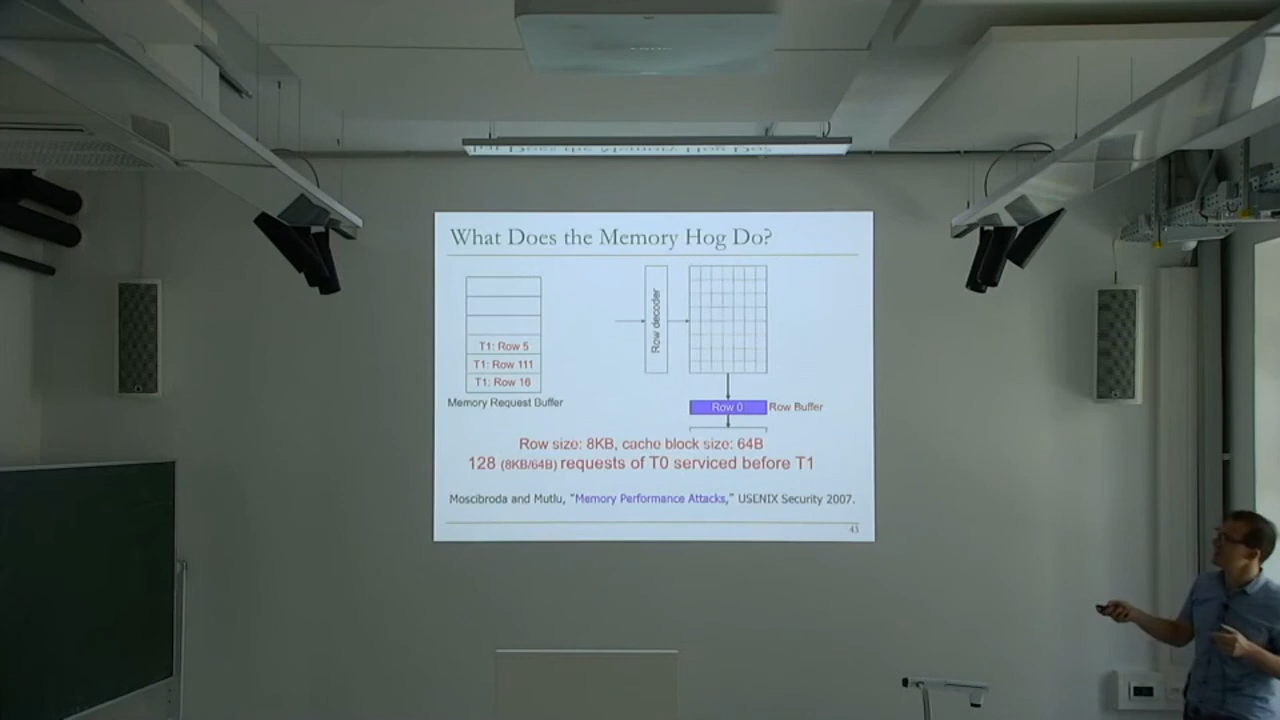 What Does the Memory Hog Do?
T1: Row 5
T1: Row 111
T1: Row 16
Memory Request Buffer
Row decoder
Row 0
Row Buffer
Row size: 8KB, cache block size: 64B
128 (8KB/64B) requests of T0 serviced before T1
Moscibroda and Mutlu, “Memory Performance Attacks,” USENIX Security 2007.
43